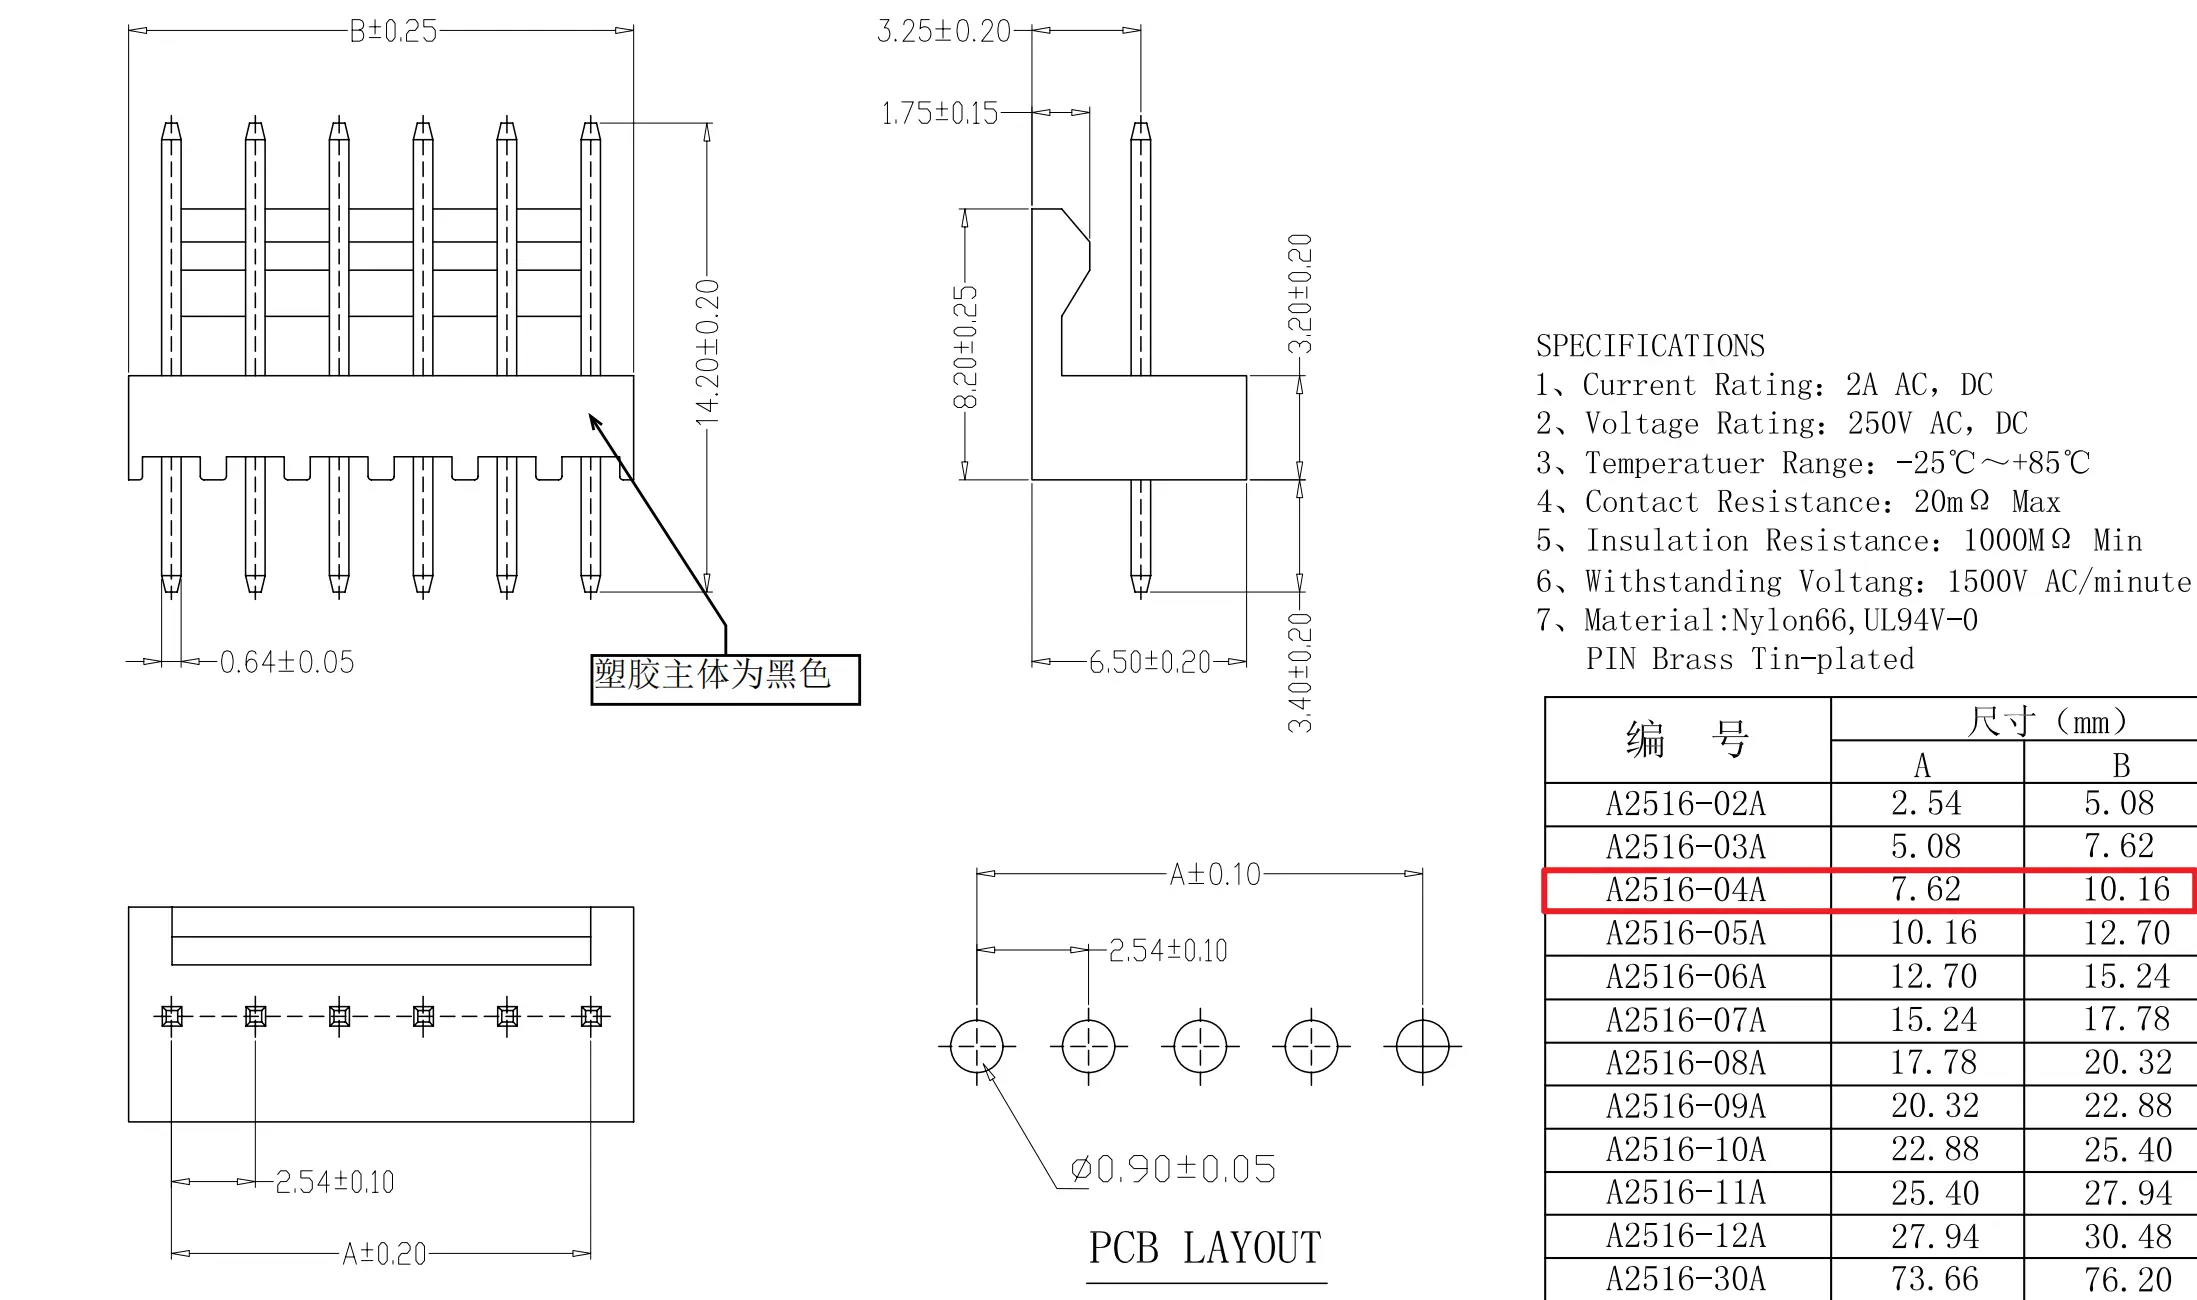 B±0.25
3.25±0.20
1.75±0.15
14.20±0.20
8.20±0.25
3.20±0.20
3.40±0.20
6.50±0.20
0.64±0.05
塑胶主体为黑色
SPECIFICATIONS
1、Current Rating: 2A AC, DC
2、Voltage Rating: 250V AC, DC
3、Temperatuer Range: -25℃~+85℃
4、Contact Resistance: 20mΩ Max
5、Insulation Resistance: 1000MΩ Min
6、Withstanding Voltang: 1500V AC/minute
7、Material:Nylon66,UL94V-0
PIN Brass Tin-plated
编 号 尺寸 (mm)
A B
A2516-02A 2.54 5.08
A2516-03A 5.08 7.62
A2516-04A 7.62 10.16
A2516-05A 10.16 12.70
A2516-06A 12.70 15.24
A2516-07A 15.24 17.78
A2516-08A 17.78 20.32
A2516-09A 20.32 22.88
A2516-10A 22.88 25.40
A2516-11A 25.40 27.94
A2516-12A 27.94 30.48
A2516-30A 73.66 76.20
A±0.10
2.54±0.10
Ø0.90±0.05
PCB LAYOUT
2.54±0.10
A±0.20